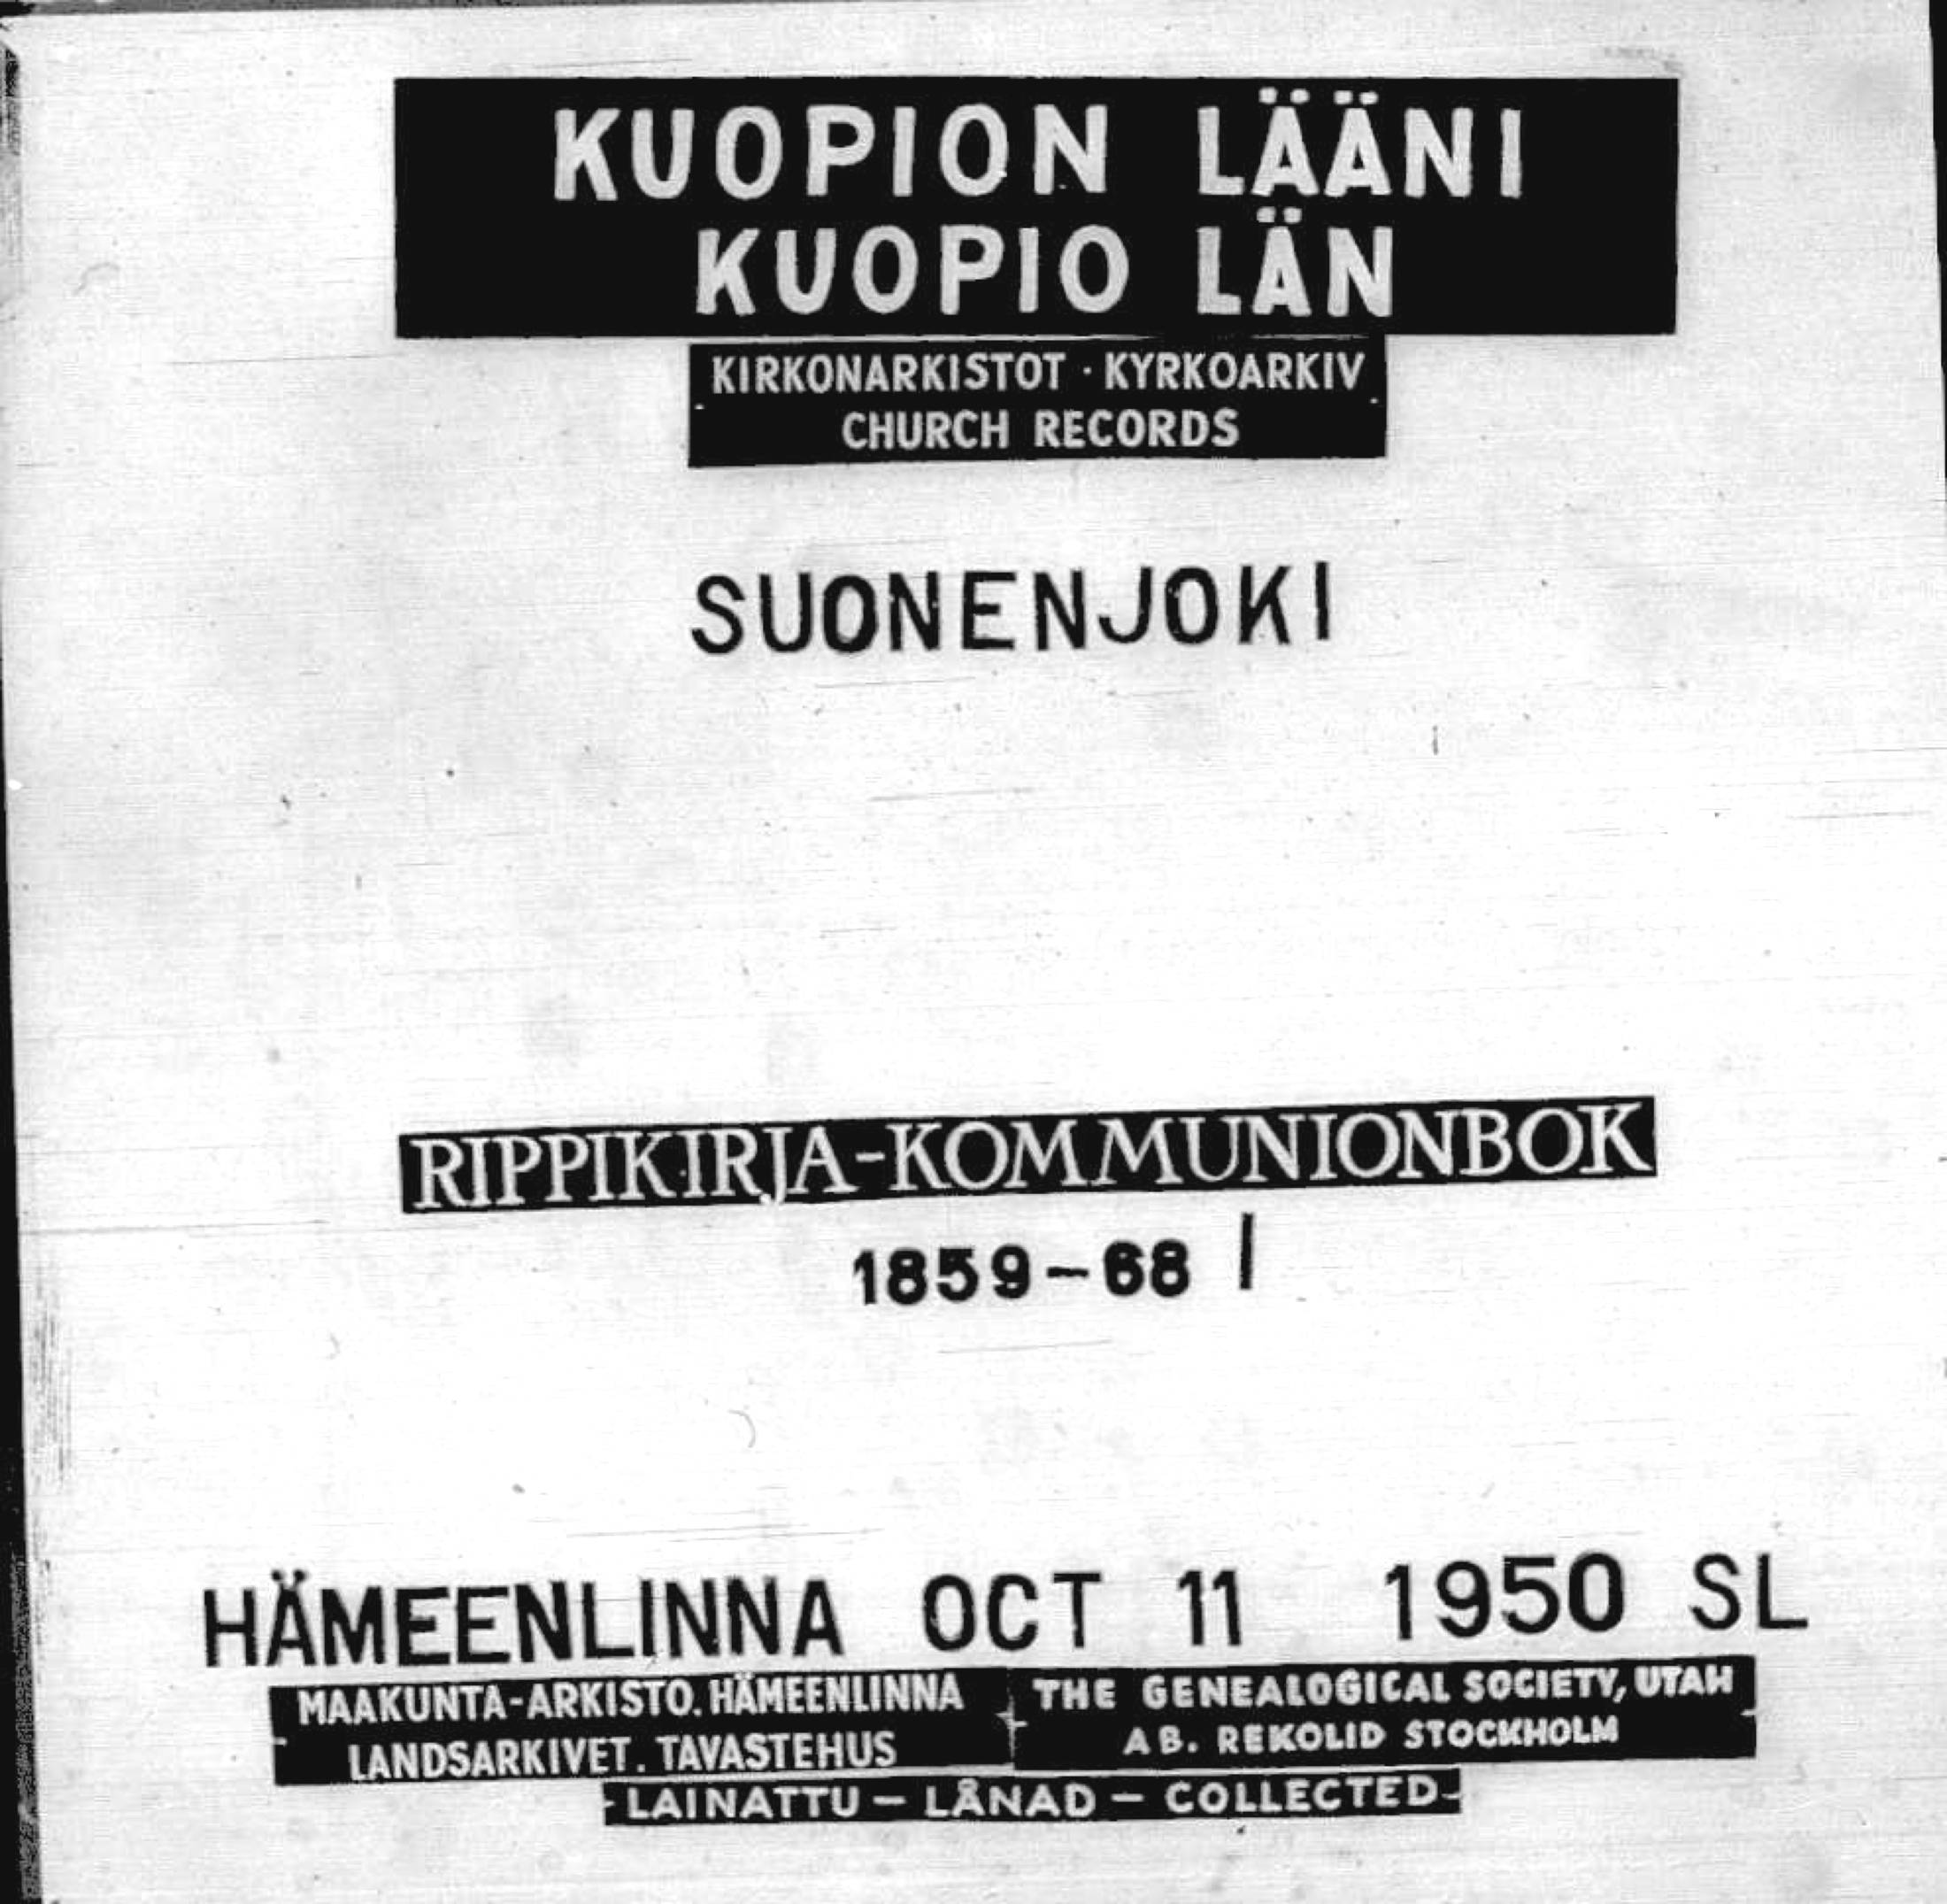 KUOPION LÄÄNI
KUOPIO LÄN
KIRKONARKISTOT · KYRKOARKIV
CHURCH RECORDS
SUONENJOKI
RIPPIKIRJA-KOMMUNIONBOK
1859-68 I
HÄMEENLINNA OCT 11 1950 SL
MAAKUNTA-ARKISTO. HÄMEENLINNA
LANDSARKIVET. TAVASTEHUS
THE GENEALOGICAL SOCIETY, UTAH
AB. REKOLID STOCKHOLM
LAINATTU - LÅNAD - COLLECTED